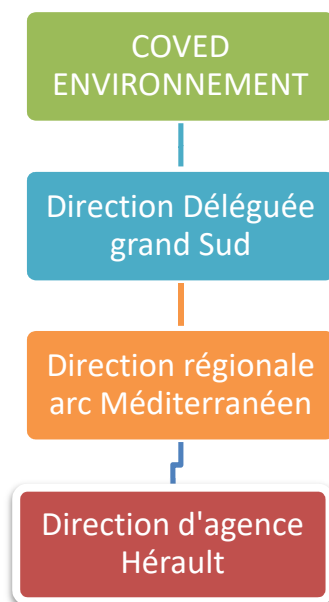 COVED
ENVIRONNEMENT
Direction Déléguée
grand Sud
Direction régionale
arc Méditerranéen
Direction d'agence
Hérault